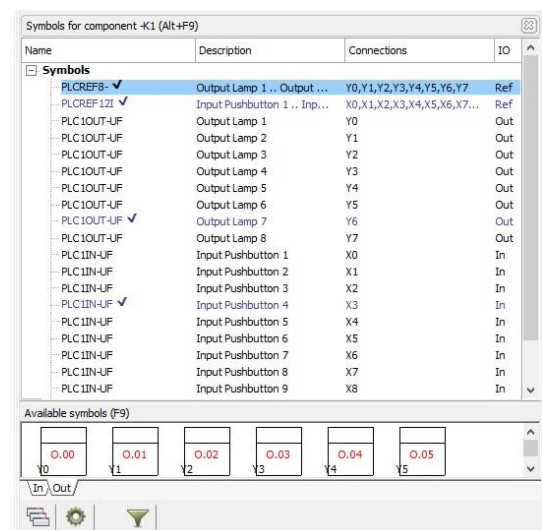 Symbols for component -K1 (Alt+F9)
Name Description Connections IO
Symbols
PLCREF8- Output Lamp 1 .. Output ... Y0,Y1,Y2,Y3,Y4,Y5,Y6,Y7 Ref
PLCREF12I Input Pushbutton 1 .. Inp... X0,X1,X2,X3,X4,X5,X6,X7... Ref
PLC1OUT-UF Output Lamp 1 Y0 Out
PLC1OUT-UF Output Lamp 2 Y1 Out
PLC1OUT-UF Output Lamp 3 Y2 Out
PLC1OUT-UF Output Lamp 4 Y3 Out
PLC1OUT-UF Output Lamp 5 Y4 Out
PLC1OUT-UF Output Lamp 6 Y5 Out
PLC1OUT-UF Output Lamp 7 Y6 Out
PLC1OUT-UF Output Lamp 8 Y7 Out
PLC1IN-UF Input Pushbutton 1 X0 In
PLC1IN-UF Input Pushbutton 2 X1 In
PLC1IN-UF Input Pushbutton 3 X2 In
PLC1IN-UF Input Pushbutton 4 X3 In
PLC1IN-UF Input Pushbutton 5 X4 In
PLC1IN-UF Input Pushbutton 6 X5 In
PLC1IN-UF Input Pushbutton 7 X6 In
PLC1IN-UF Input Pushbutton 8 X7 In
PLC1IN-UF Input Pushbutton 9 X8 In
Available symbols (F9)
O.00 O.01 O.02 O.03 O.04 O.05
Y0 Y1 Y2 Y3 Y4 Y5
In Out